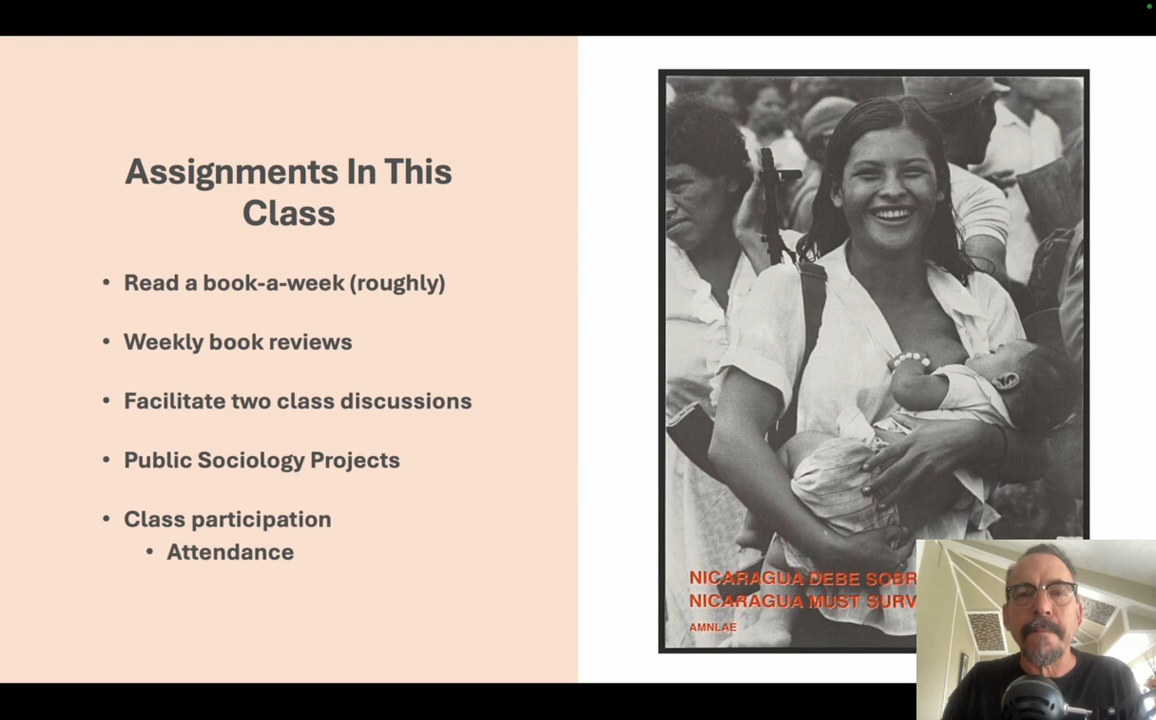 Assignments In This
Class
• Read a book-a-week (roughly)
• Weekly book reviews
• Facilitate two class discussions
• Public Sociology Projects
• Class participation
• Attendance
NICARAGUA DEBE SOBR
NICARAGUA MUST SURV
AMNLAE